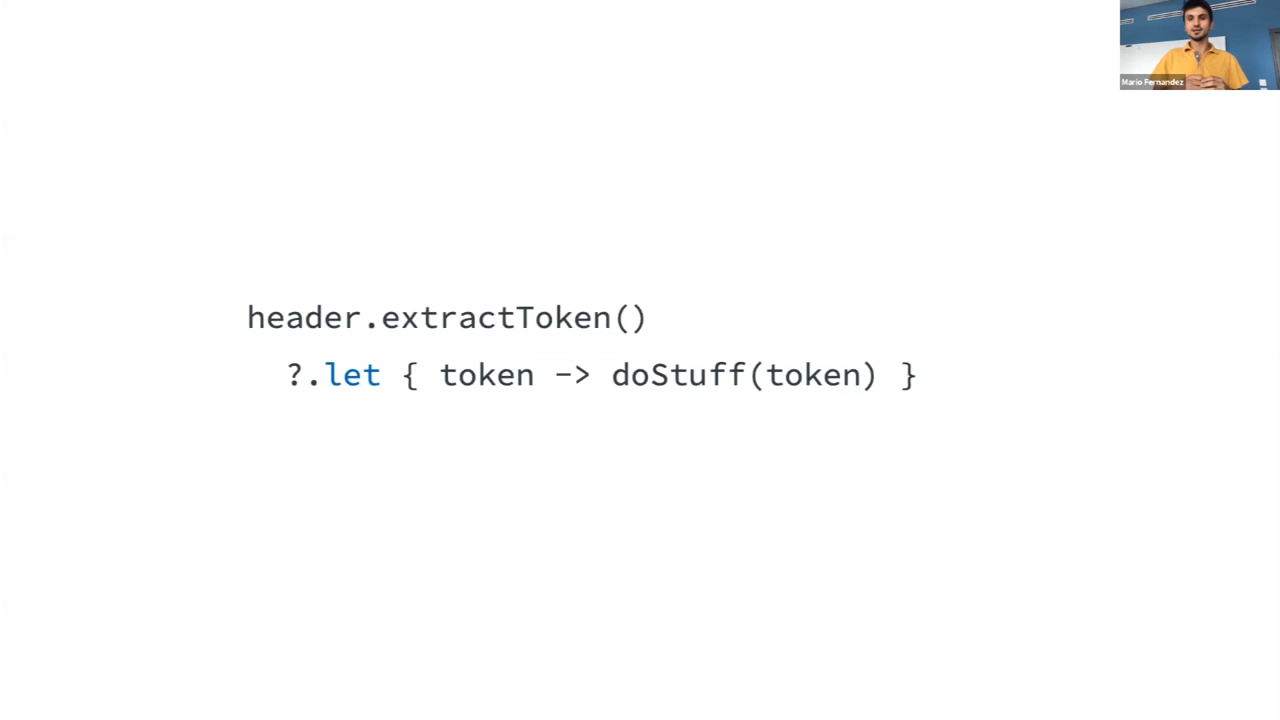 Mario Fernandez
header.extractToken()
?.let { token -> doStuff(token) }